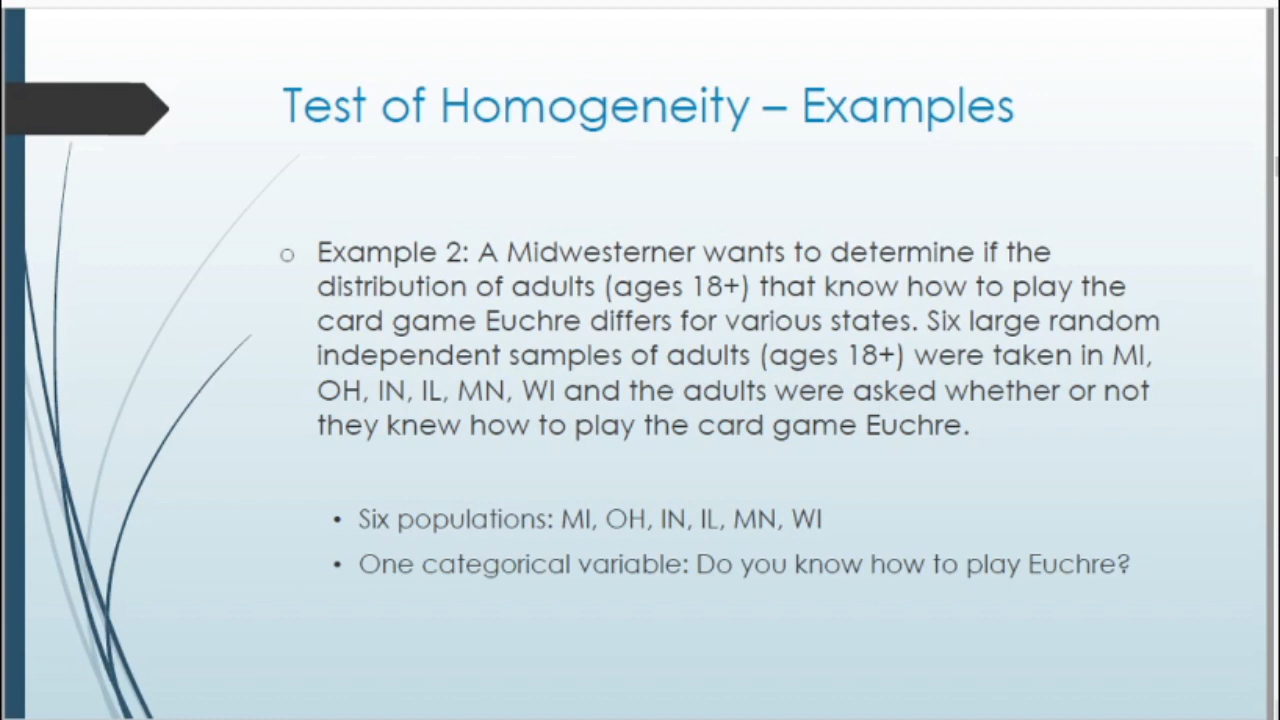 Test of Homogeneity – Examples
Example 2: A Midwesterner wants to determine if the
distribution of adults (ages 18+) that know how to play the
card game Euchre differs for various states. Six large random
independent samples of adults (ages 18+) were taken in MI,
OH, IN, IL, MN, WI and the adults were asked whether or not
they knew how to play the card game Euchre.
• Six populations: MI, OH, IN, IL, MN, WI
• One categorical variable: Do you know how to play Euchre?